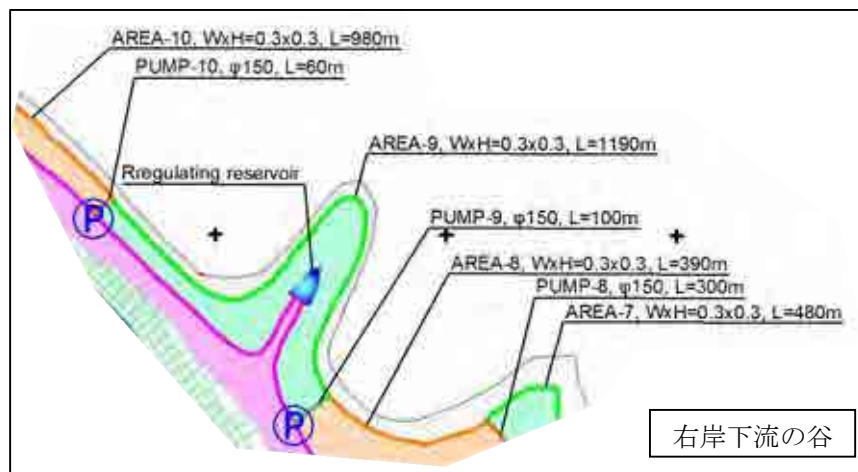 AREA-10, WxH=0.3x0.3, L=980m
PUMP-10, φ150, L=60m
AREA-9, WxH=0.3x0.3, L=1190m
Rregulating reservoir
PUMP-9, φ150, L=100m
AREA-8, WxH=0.3x0.3, L=390m
PUMP-8, φ150, L=300m
AREA-7, WxH=0.3x0.3, L=480m
P
P
右岸下流の谷